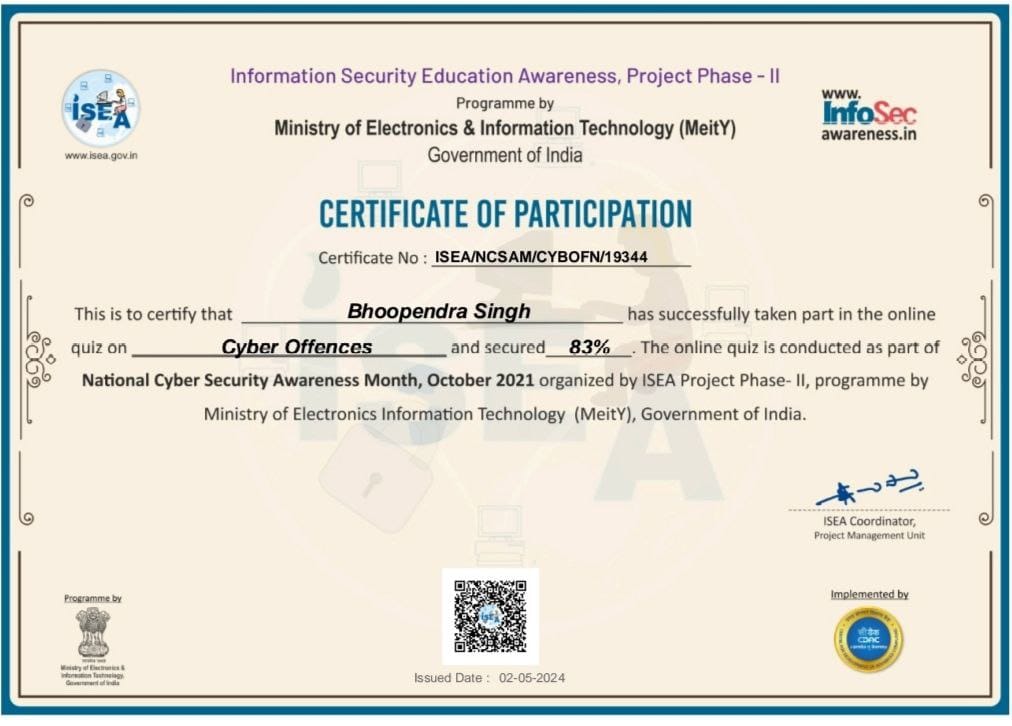 Information Security Education Awareness, Project Phase - II
Programme by
Ministry of Electronics & Information Technology (MeitY)
Government of India
ISEA
www.isea.gov.in
www.
InfoSec
awareness.in
CERTIFICATE OF PARTICIPATION
Certificate No : ISEA/NCSAM/CYBOFN/19344
This is to certify that Bhoopendra Singh has successfully taken part in the online
quiz on Cyber Offences and secured 83% . The online quiz is conducted as part of
National Cyber Security Awareness Month, October 2021 organized by ISEA Project Phase- II, programme by
Ministry of Electronics Information Technology (MeitY), Government of India.
ISEA Coordinator,
Project Management Unit
Programme by
Ministry of Electronics &
Information Technology,
Government of India
ISEA
Issued Date : 02-05-2024
Implemented by
सी डैक
CDAC